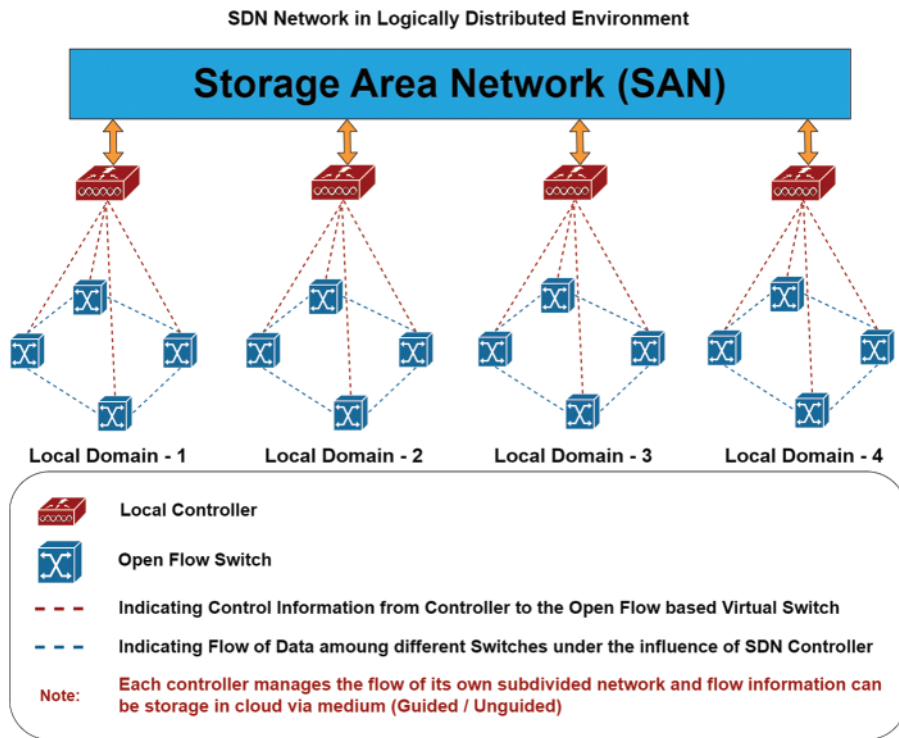 SDN Network in Logically Distributed Environment
Storage Area Network (SAN)
Local Domain - 1
Local Domain - 2
Local Domain - 3
Local Domain - 4
Local Controller
Open Flow Switch
Indicating Control Information from Controller to the Open Flow based Virtual Switch
Indicating Flow of Data amoung different Switches under the influence of SDN Controller
Note: Each controller manages the flow of its own subdivided network and flow information can
be storage in cloud via medium (Guided / Unguided)